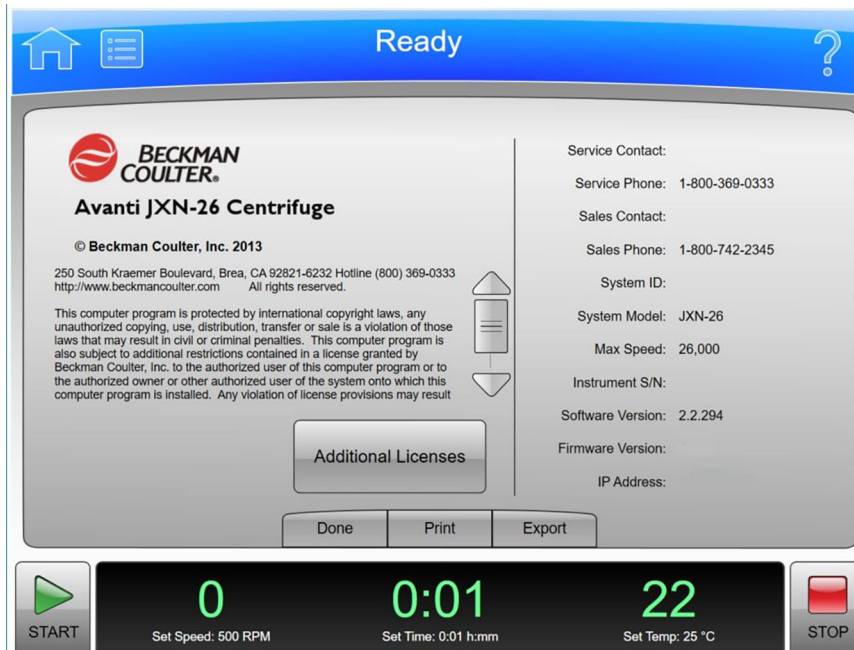 Ready
BECKMAN
COULTER®
Avanti JXN-26 Centrifuge
© Beckman Coulter, Inc. 2013
250 South Kraemer Boulevard, Brea, CA 92821-6232 Hotline (800) 369-0333
http://www.beckmancoulter.com All rights reserved.
This computer program is protected by international copyright laws, any
unauthorized copying, use, distribution, transfer or sale is a violation of those
laws that may result in civil or criminal penalties. This computer program is
also subject to additional restrictions contained in a license granted by
Beckman Coulter, Inc. to the authorized user of this computer program or to
the authorized owner or other authorized user of the system onto which this
computer program is installed. Any violation of license provisions may result
Additional Licenses
Service Contact:
Service Phone: 1-800-369-0333
Sales Contact:
Sales Phone: 1-800-742-2345
System ID:
System Model: JXN-26
Max Speed: 26,000
Instrument S/N:
Software Version: 2.2.294
Firmware Version:
IP Address:
Done Print Export
START
0 0:01 22
Set Speed: 500 RPM Set Time: 0:01 h:mm Set Temp: 25 °C
STOP